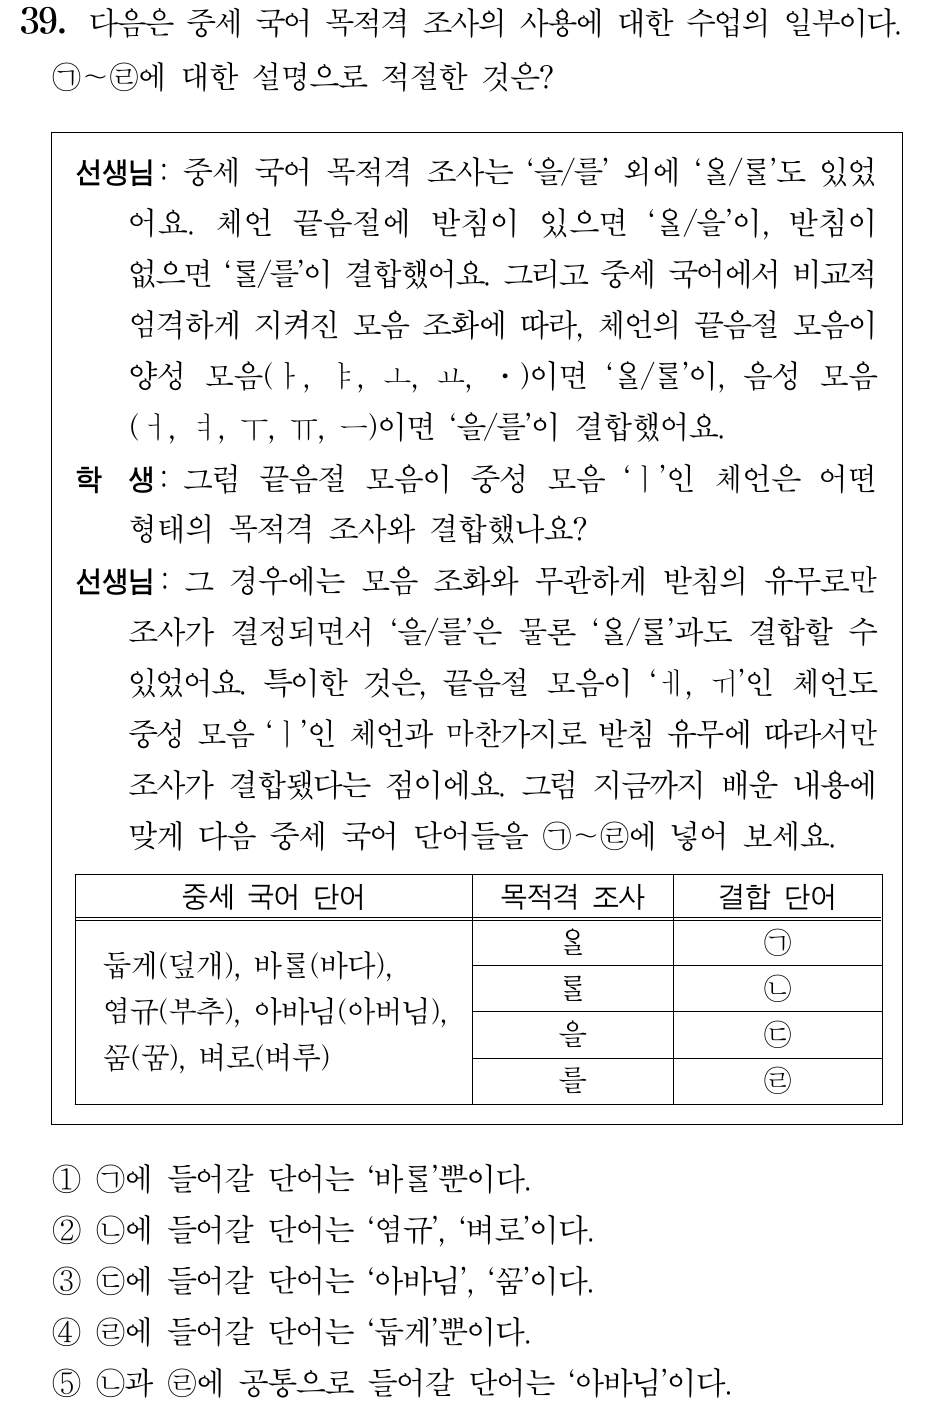 39. 다음은 중세 국어 목적격 조사의 사용에 대한 수업의 일부이다.
㉠~㉣에 대한 설명으로 적절한 것은?
선생님: 중세 국어 목적격 조사는 ‘을/를’ 외에 ‘ᄋᆞᆯ/ᄅᆞᆯ’도 있었
어요. 체언 끝음절에 받침이 있으면 ‘ᄋᆞᆯ/을’이, 받침이
없으면 ‘ᄅᆞᆯ/를’이 결합했어요. 그리고 중세 국어에서 비교적
엄격하게 지켜진 모음 조화에 따라, 체언의 끝음절 모음이
양성 모음(ㅏ, ㅑ, ㅗ, ㅛ, ㆍ)이면 ‘ᄋᆞᆯ/ᄅᆞᆯ’이, 음성 모음
(ㅓ, ㅕ, ㅜ, ㅠ, ㅡ)이면 ‘을/를’이 결합했어요.
학 생: 그럼 끝음절 모음이 중성 모음 ‘ㅣ’인 체언은 어떤
형태의 목적격 조사와 결합했나요?
선생님: 그 경우에는 모음 조화와 무관하게 받침의 유무로만
조사가 결정되면서 ‘을/를’은 물론 ‘ᄋᆞᆯ/ᄅᆞᆯ’과도 결합할 수
있었어요. 특이한 것은, 끝음절 모음이 ‘ㅔ, ㅟ’인 체언도
중성 모음 ‘ㅣ’인 체언과 마찬가지로 받침 유무에 따라서만
조사가 결합됐다는 점이에요. 그럼 지금까지 배운 내용에
맞게 다음 중세 국어 단어들을 ㉠~㉣에 넣어 보세요.
중세 국어 단어 목적격 조사 결합 단어
둡게(덮개), 바ᄅᆞᆯ(바다),
염규(부추), 아바님(아버님),
ᄭᅮᆷ(꿈), 벼로(벼루)
ᄋᆞᆯ ㉠
ᄅᆞᆯ ㉡
을 ㉢
를 ㉣
① ㉠에 들어갈 단어는 ‘바ᄅᆞᆯ’뿐이다.
② ㉡에 들어갈 단어는 ‘염규’, ‘벼로’이다.
③ ㉢에 들어갈 단어는 ‘아바님’, ‘ᄭᅮᆷ’이다.
④ ㉣에 들어갈 단어는 ‘둡게’뿐이다.
⑤ ㉡과 ㉣에 공통으로 들어갈 단어는 ‘아바님’이다.